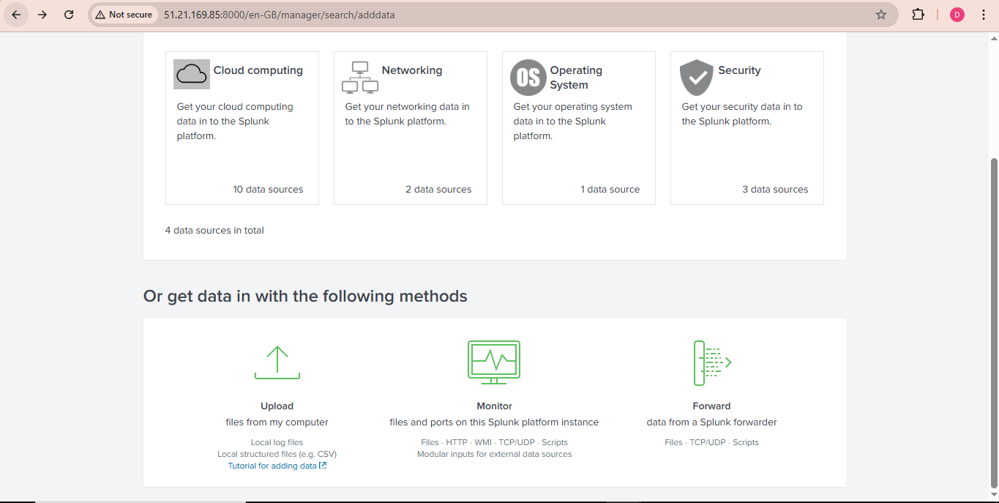 Not secure
51.21.169.85:8000/en-GB/manager/search/adddata
D
Cloud computing
Get your cloud computing
data in to the Splunk
platform.
10 data sources
Networking
Get your networking data in
to the Splunk platform.
2 data sources
OS
Operating
System
Get your operating system
data in to the Splunk
platform.
1 data source
Security
Get your security data in to
the Splunk platform.
3 data sources
4 data sources in total
Or get data in with the following methods
Upload
files from my computer
Local log files
Local structured files (e.g. CSV)
Tutorial for adding data
Monitor
files and ports on this Splunk platform instance
Files - HTTP - WMI - TCP/UDP - Scripts
Modular inputs for external data sources
Forward
data from a Splunk forwarder
Files - TCP/UDP - Scripts